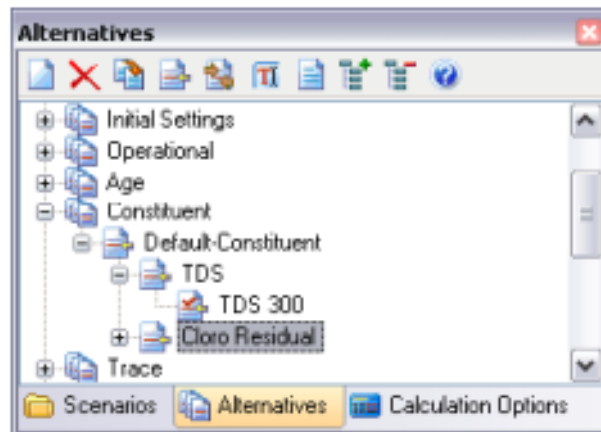 Alternatives
Initial Settings
Operational
Age
Constituent
Default-Constituent
TDS
TDS 300
Cloro Residual
Trace
Scenarios Alternatives Calculation Options